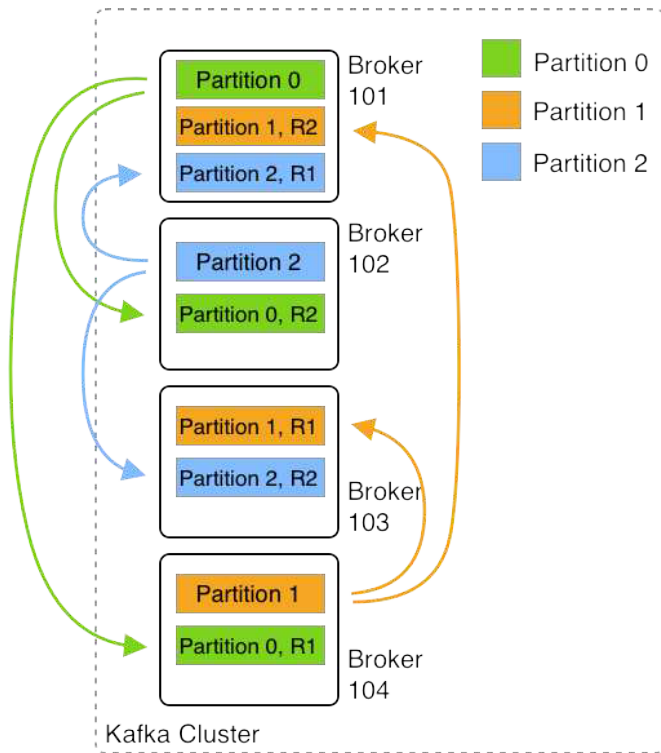 Partition 0
Partition 1, R2
Partition 2, R1
Broker
101
Partition 0
Partition 1
Partition 2
Partition 2
Partition 0, R2
Broker
102
Partition 1, R1
Partition 2, R2
Broker
103
Partition 1
Partition 0, R1
Broker
104
Kafka Cluster